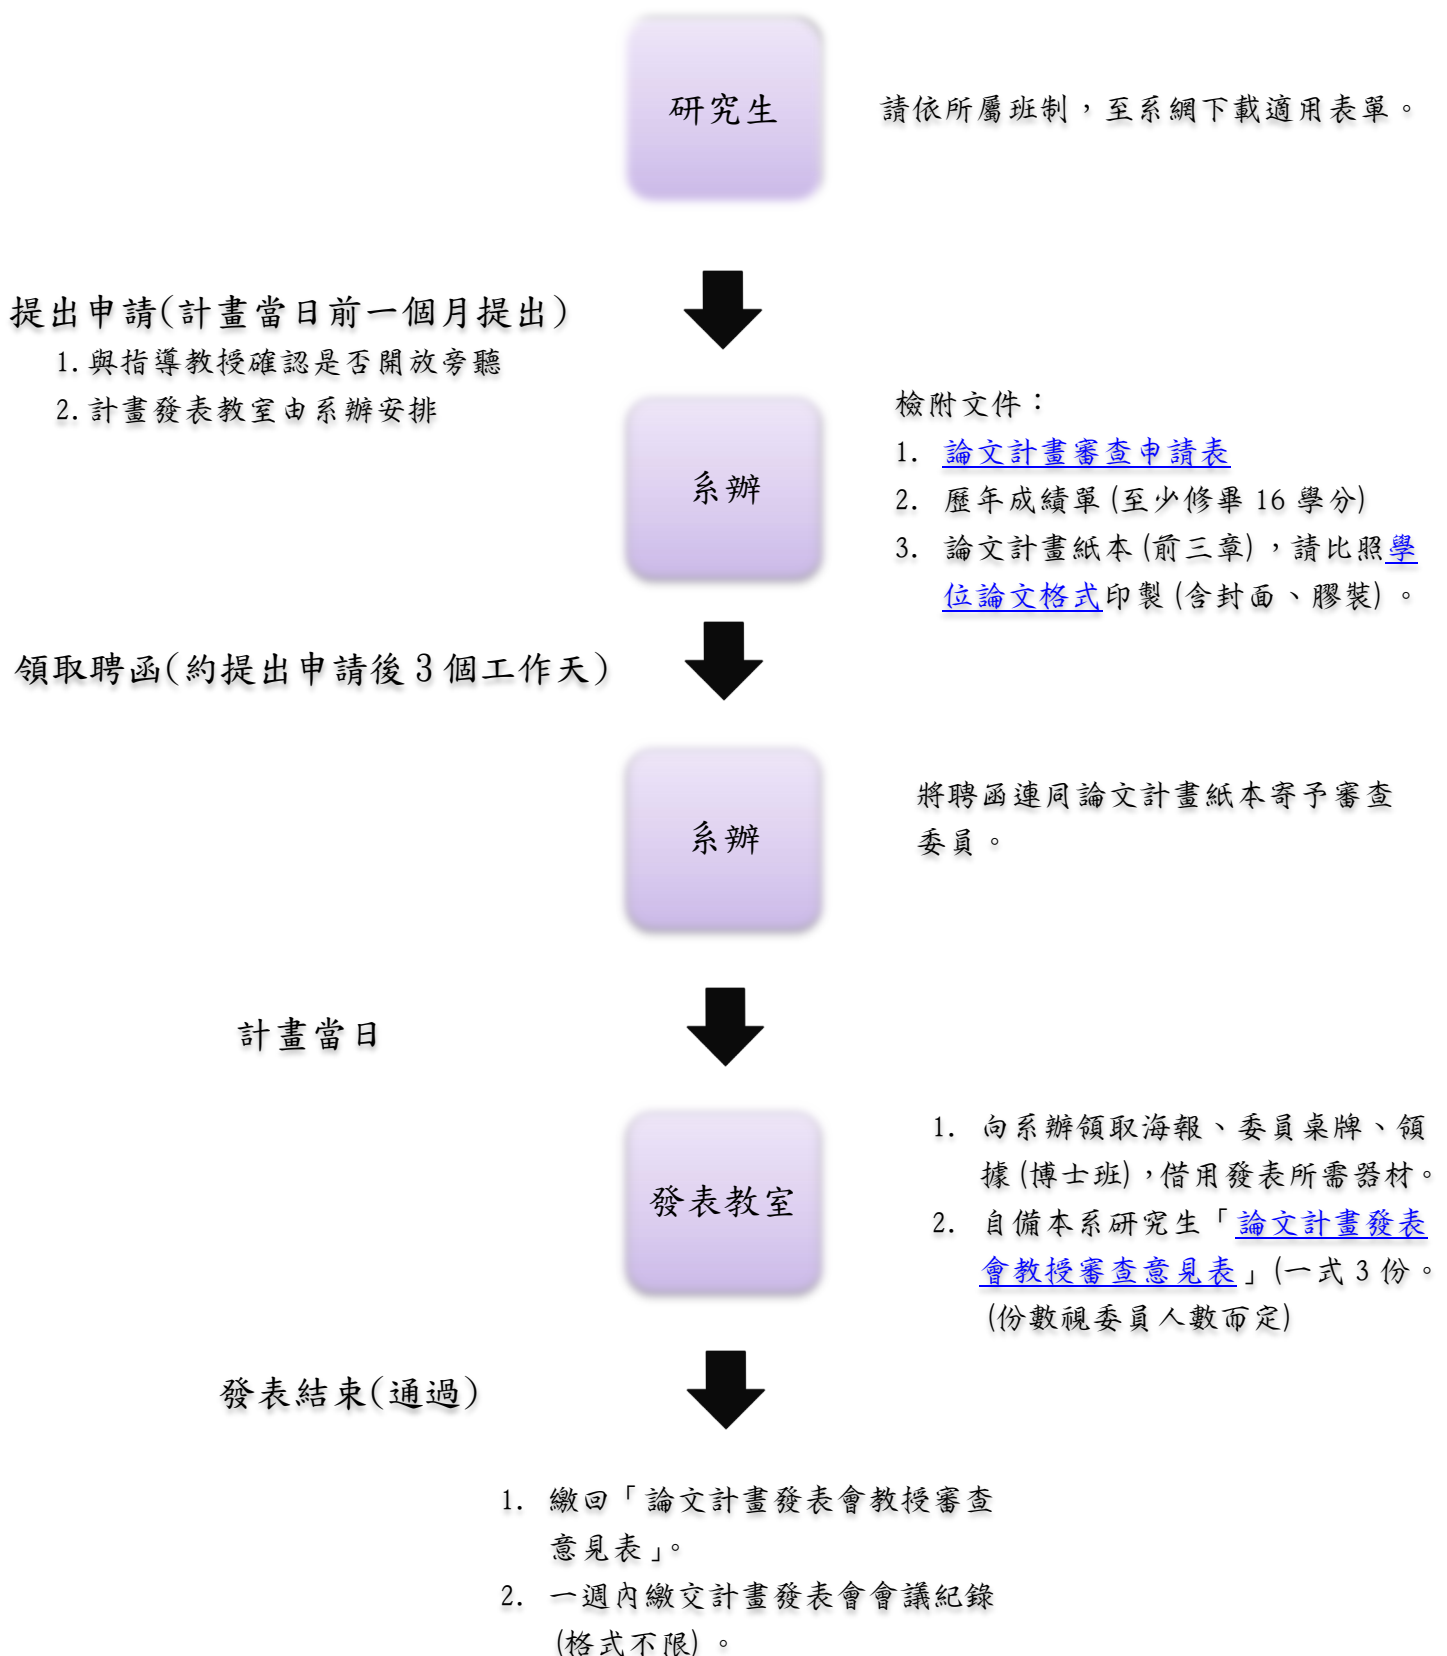 研究生
請依所屬班制，至系網下載適用表單。
提出申請(計畫當日前一個月提出)
1.與指導教授確認是否開放旁聽
2.計畫發表教室由系辦安排
系辦
檢附文件：
1. 論文計畫審查申請表
2. 歷年成績單(至少修畢 16 學分)
3. 論文計畫紙本(前三章)，請比照學
位論文格式印製(含封面、膠裝)。
領取聘函(約提出申請後 3 個工作天)
系辦
將聘函連同論文計畫紙本寄予審查
委員。
計畫當日
發表教室
1. 向系辦領取海報、委員桌牌、領
據(博士班)，借用發表所需器材。
2. 自備本系研究生「論文計畫發表
會教授審查意見表」(一式 3 份。
(份數視委員人數而定)
發表結束(通過)
1. 繳回「論文計畫發表會教授審查
意見表」。
2. 一週內繳交計畫發表會會議紀錄
(格式不限)。